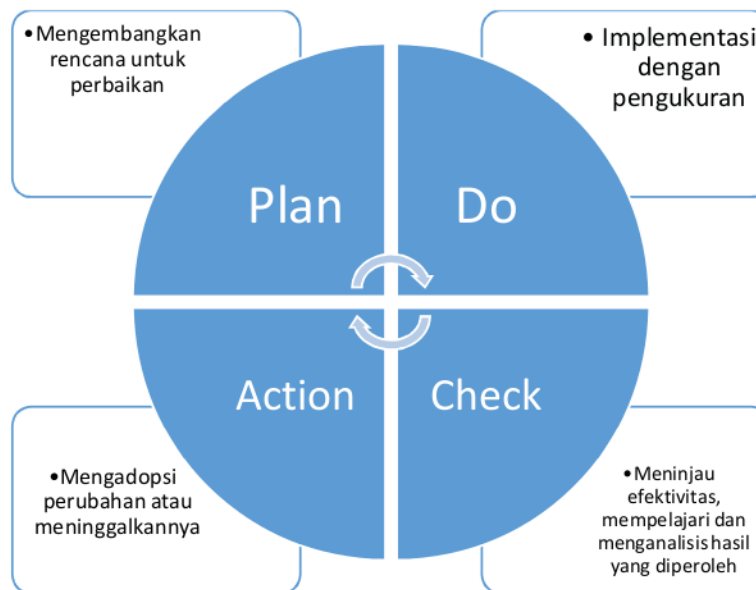 •Mengembangkan
rencana untuk
perbaikan
• Implementasi
dengan
pengukuran
Plan
Do
Action
Check
•Mengadopsi
perubahan atau
meninggalkannya
•Meninjau
efektivitas,
mempelajari dan
menganalisis hasil
yang diperoleh